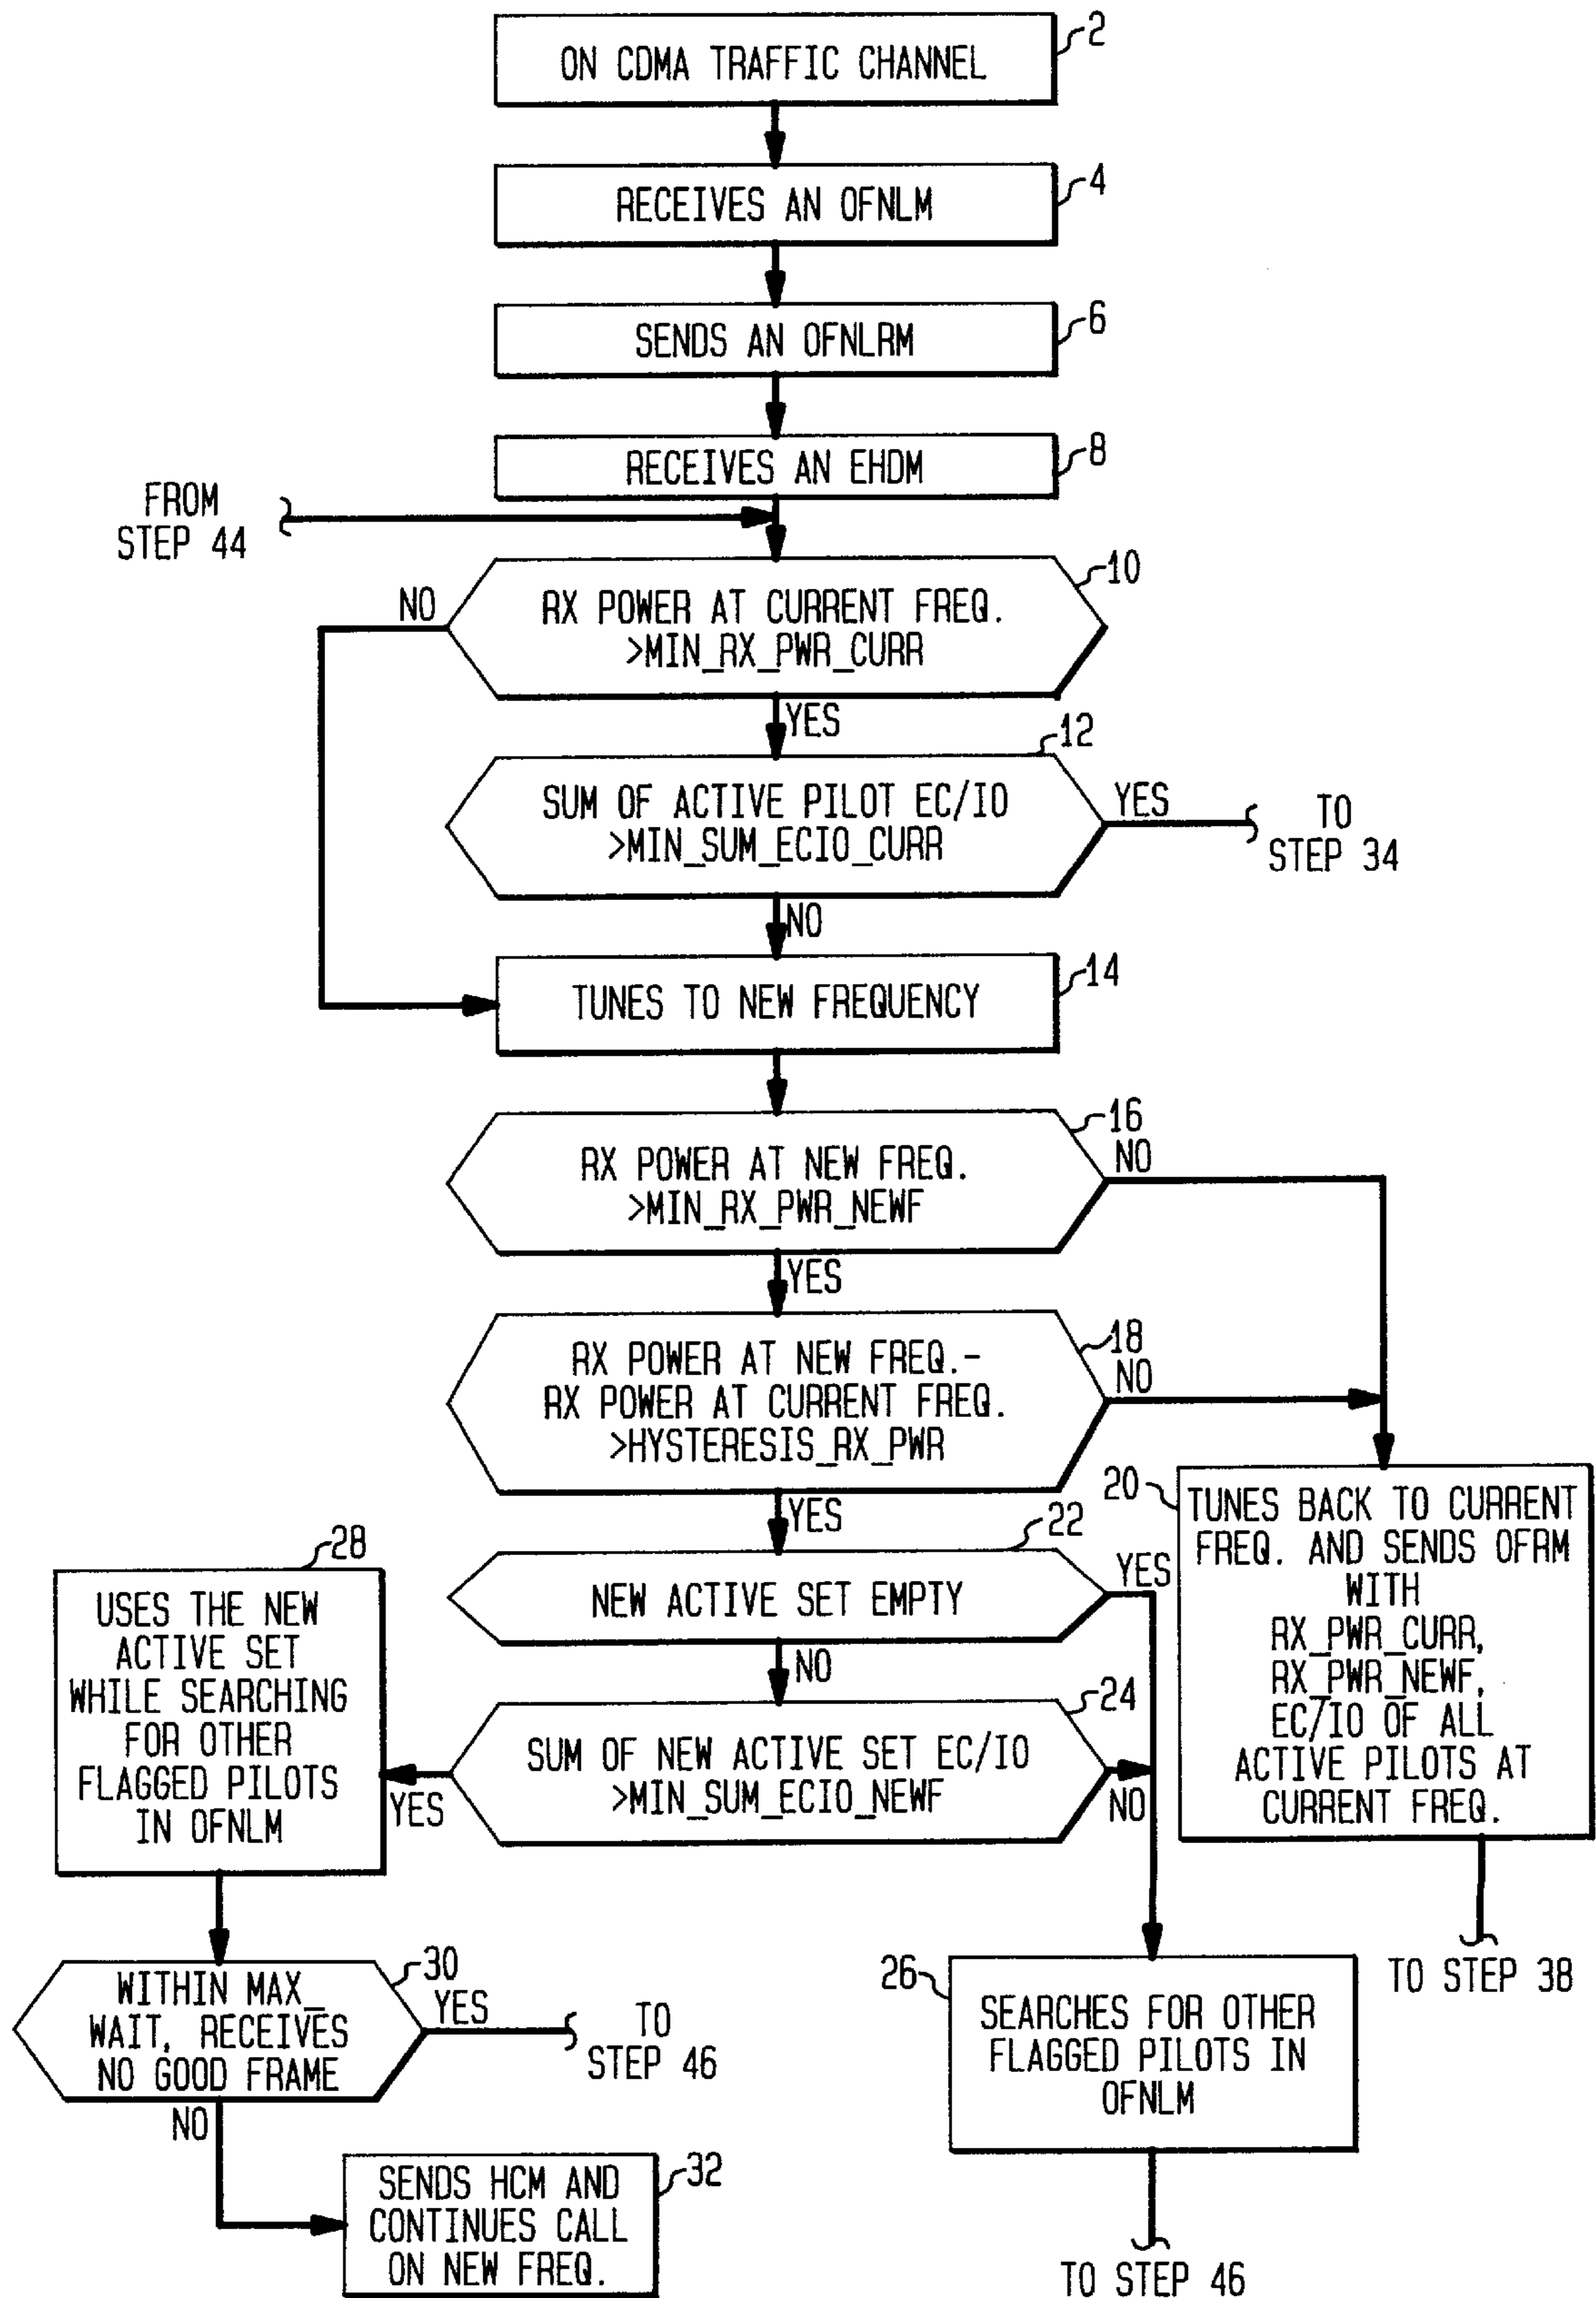 2
ON CDMA TRAFFIC CHANNEL
4
RECEIVES AN OFNLM
6
SENDS AN OFNLRM
8
RECEIVES AN EHDM
FROM
STEP 44
10
NO
RX POWER AT CURRENT FREQ.
>MIN_RX_PWR_CURR
YES
12
SUM OF ACTIVE PILOT EC/IO
>MIN_SUM_ECIO_CURR
YES
TO
STEP 34
NO
14
TUNES TO NEW FREQUENCY
16
RX POWER AT NEW FREQ.
>MIN_RX_PWR_NEWF
NO
YES
18
RX POWER AT NEW FREQ.-
RX POWER AT CURRENT FREQ.
>HYSTERESIS_RX_PWR
NO
YES
20
TUNES BACK TO CURRENT
FREQ. AND SENDS OFRM
WITH
RX_PWR_CURR,
RX_PWR_NEWF,
EC/IO OF ALL
ACTIVE PILOTS AT
CURRENT FREQ.
TO STEP 38
22
NEW ACTIVE SET EMPTY
YES
NO
24
SUM OF NEW ACTIVE SET EC/IO
>MIN_SUM_ECIO_NEWF
YES
NO
28
USES THE NEW
ACTIVE SET
WHILE SEARCHING
FOR OTHER
FLAGGED PILOTS
IN OFNLM
26
SEARCHES FOR OTHER
FLAGGED PILOTS IN
OFNLM
TO STEP 46
30
WITHIN MAX_
WAIT, RECEIVES
NO GOOD FRAME
YES
TO
STEP 46
NO
32
SENDS HCM AND
CONTINUES CALL
ON NEW FREQ.